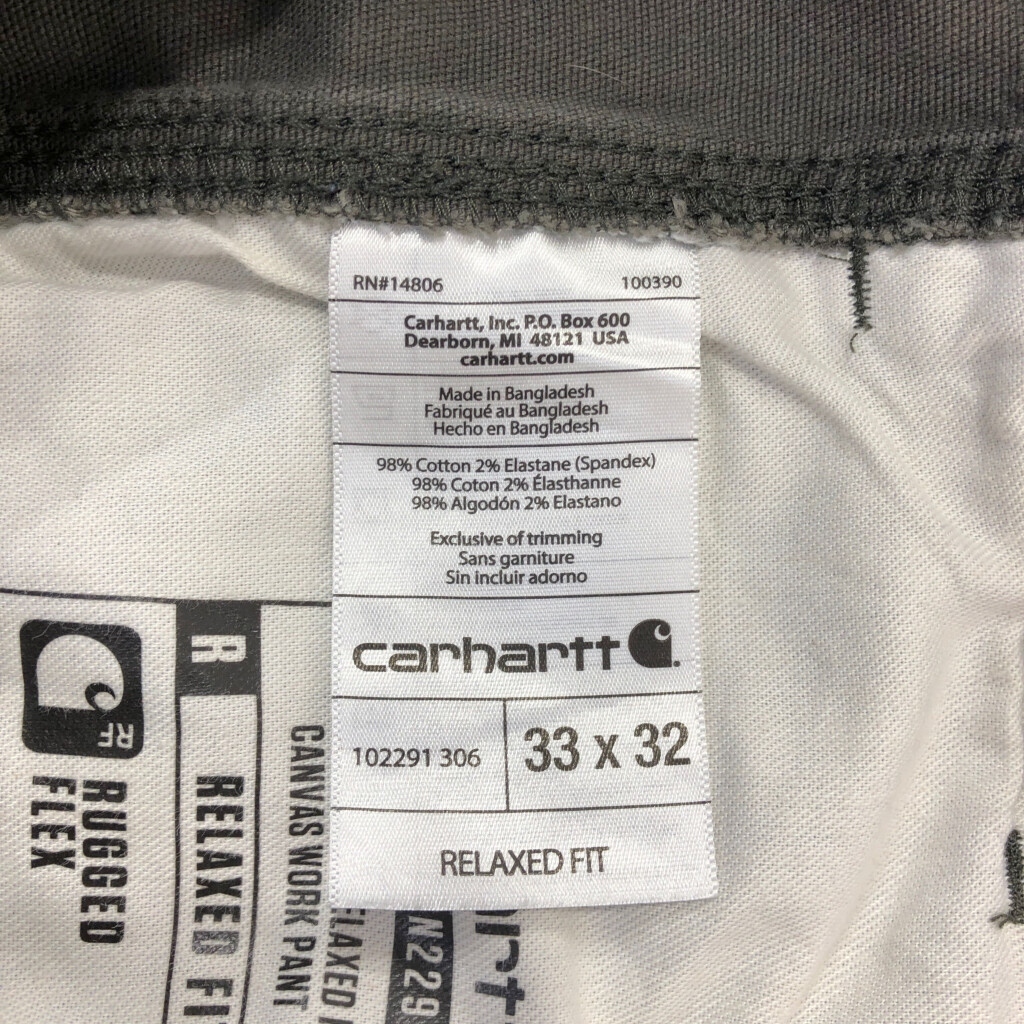 RN#14806 100390
Carhartt, Inc. P.O. Box 600
Dearborn, MI 48121 USA
carhartt.com
Made in Bangladesh
Fabriqué au Bangladesh
Hecho en Bangladesh
98% Cotton 2% Elastane (Spandex)
98% Coton 2% Élasthanne
98% Algodón 2% Elastano
Exclusive of trimming
Sans garniture
Sin incluir adorno
carhartt
102291 306
33 x 32
RELAXED FIT
RF
RUGGED
FLEX
R
RELAXED
CANVAS WORK PANT